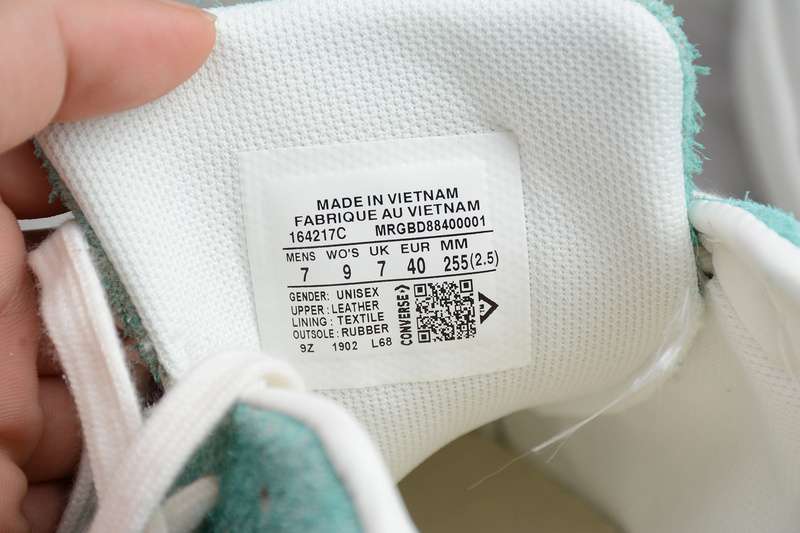 MADE IN VIETNAM
FABRIQUE AU VIETNAM
164217C MRGBD88400001
MENS WO'S UK EUR MM
7 9 7 40 255(2.5)
GENDER: UNISEX
UPPER: LEATHER
LINING: TEXTILE
OUTSOLE: RUBBER
9Z 1902 L68
CONVERSE